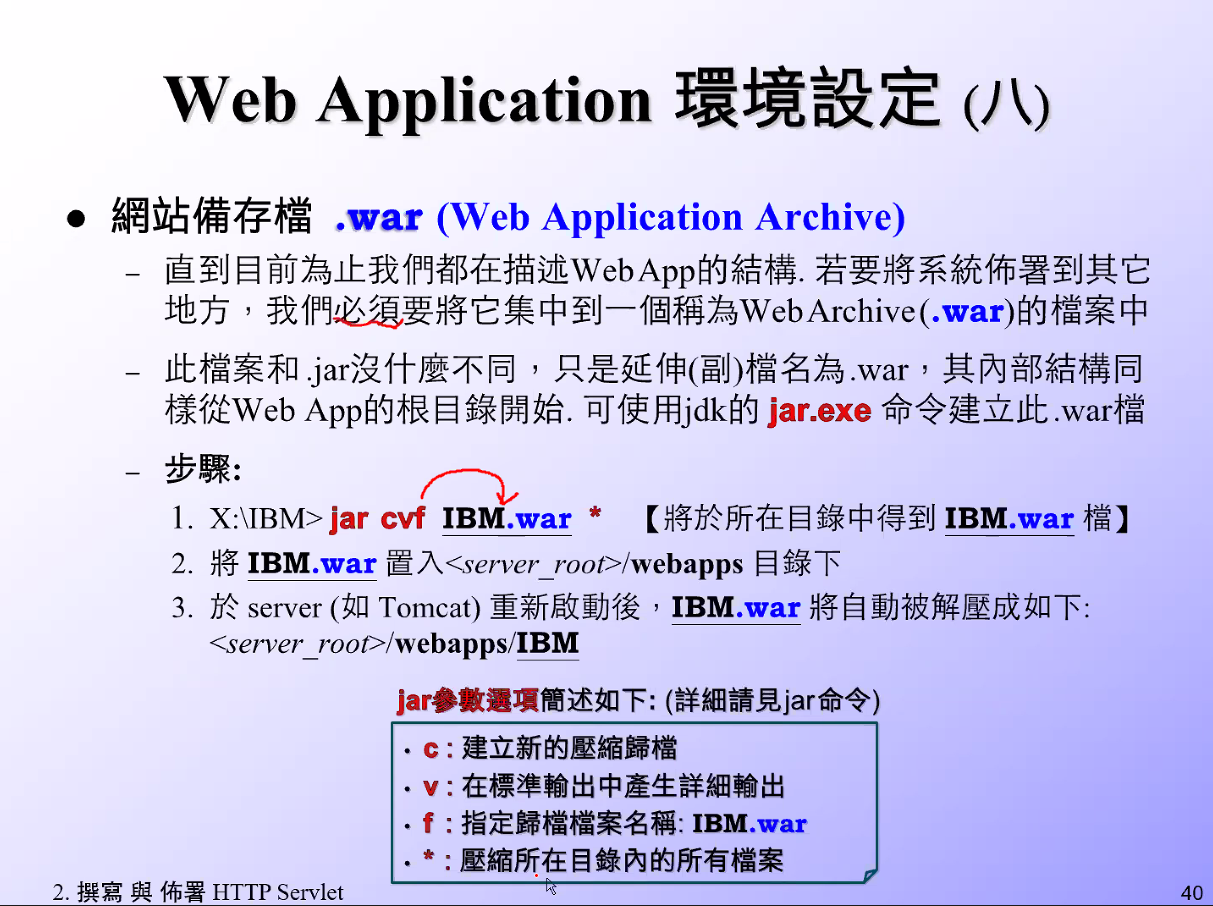 Web Application 環境設定 (八)
● 網站備存檔 .war (Web Application Archive)
– 直到目前為止我們都在描述Web App的結構. 若要將系統佈署到其它
地方，我們必須要將它集中到一個稱為Web Archive (.war)的檔案中
– 此檔案和 .jar沒什麼不同，只是延伸(副)檔名為 .war，其內部結構同
樣從Web App的根目錄開始. 可使用jdk的 jar.exe 命令建立此 .war檔
– 步驟:
1. X:\IBM> jar cvf IBM.war * 【將於所在目錄中得到 IBM.war 檔】
2. 將 IBM.war 置入<server_root>/webapps 目錄下
3. 於 server (如 Tomcat) 重新啟動後，IBM.war 將自動被解壓成如下:
<server_root>/webapps/IBM
jar參數選項簡述如下: (詳細請見jar命令)
• c : 建立新的壓縮歸檔
• v : 在標準輸出中產生詳細輸出
• f : 指定歸檔檔案名稱: IBM.war
• * : 壓縮所在目錄內的所有檔案
2. 撰寫 與 佈署 HTTP Servlet
40